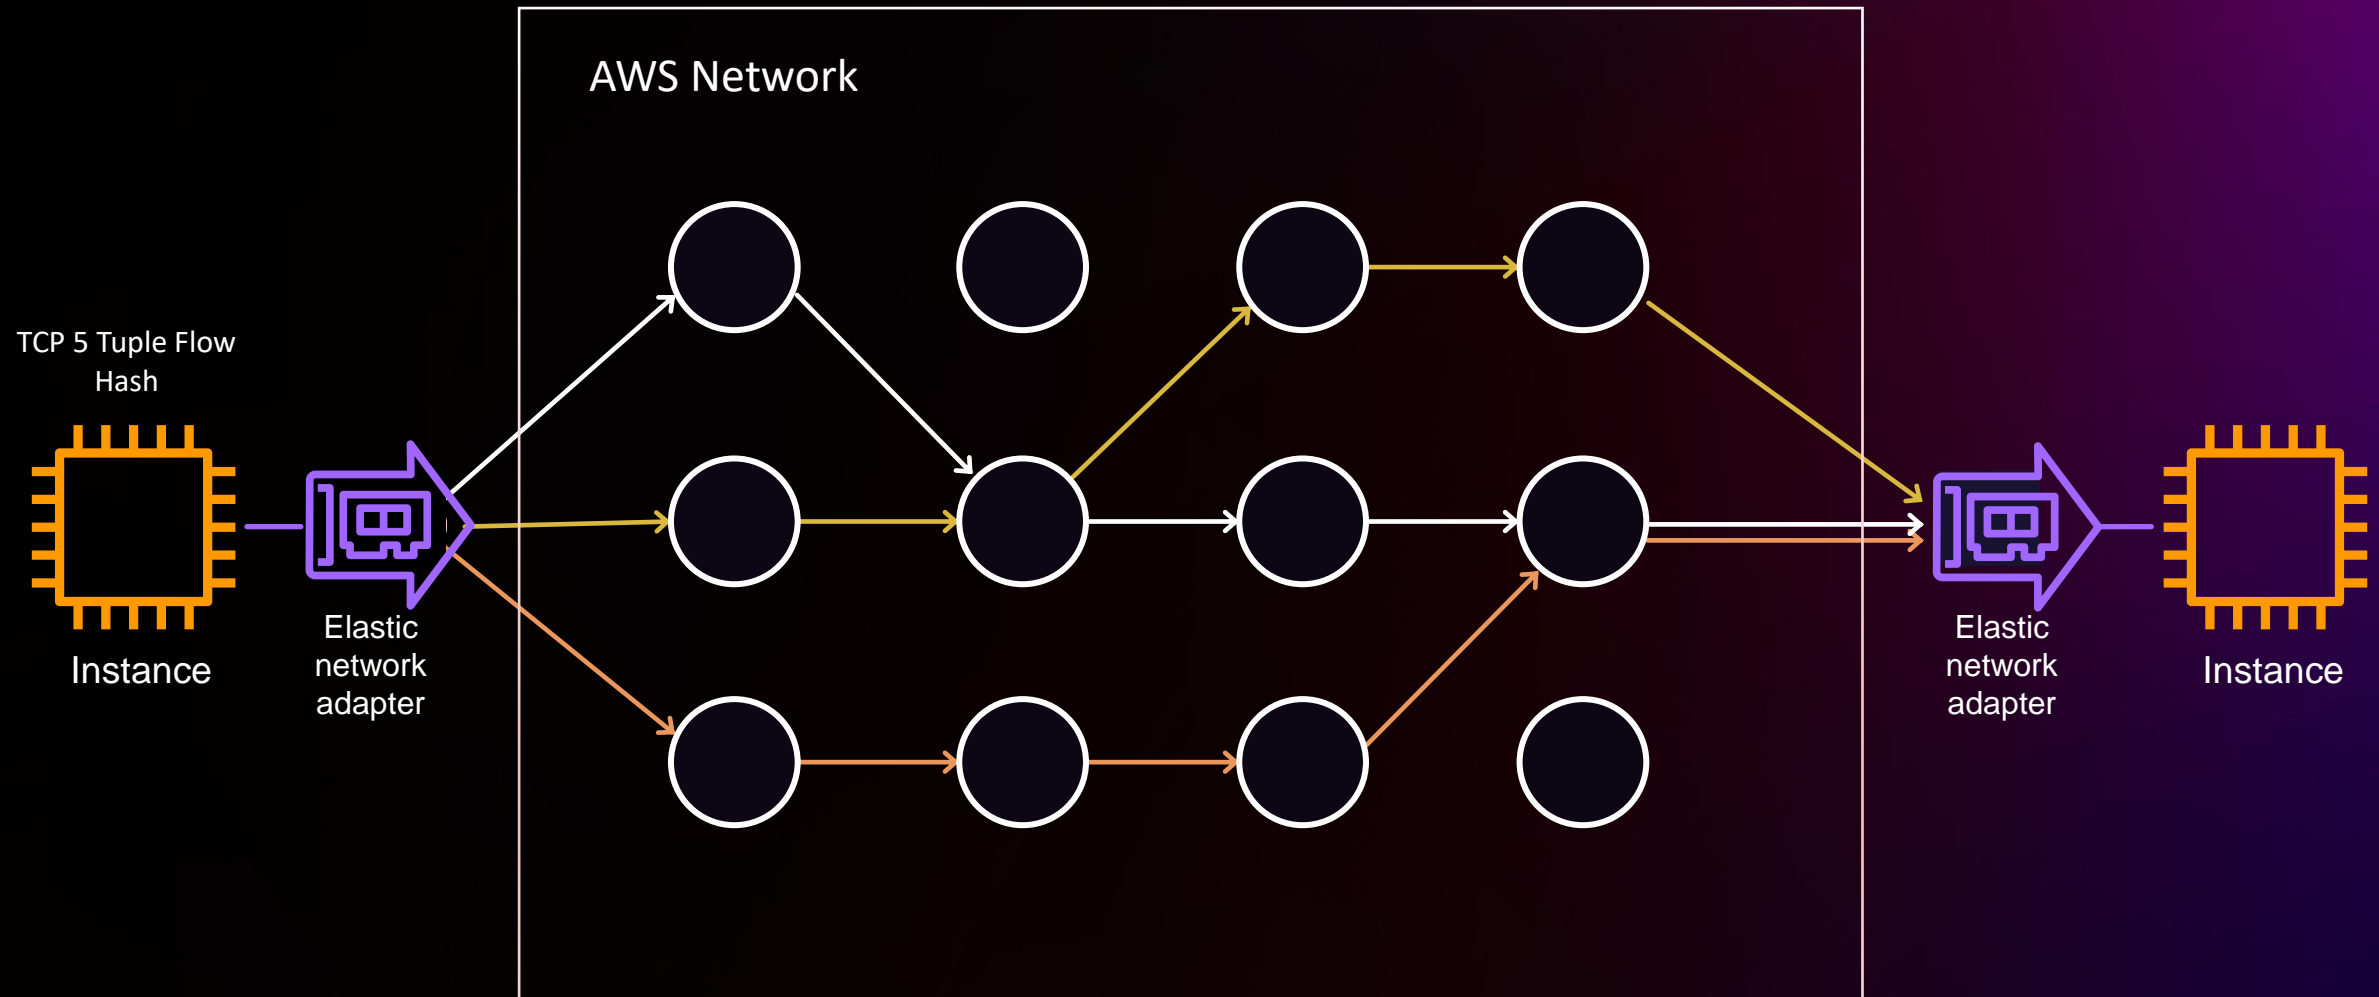 AWS Network
TCP 5 Tuple Flow
Hash
Instance
Elastic
network
adapter
Elastic
network
adapter
Instance